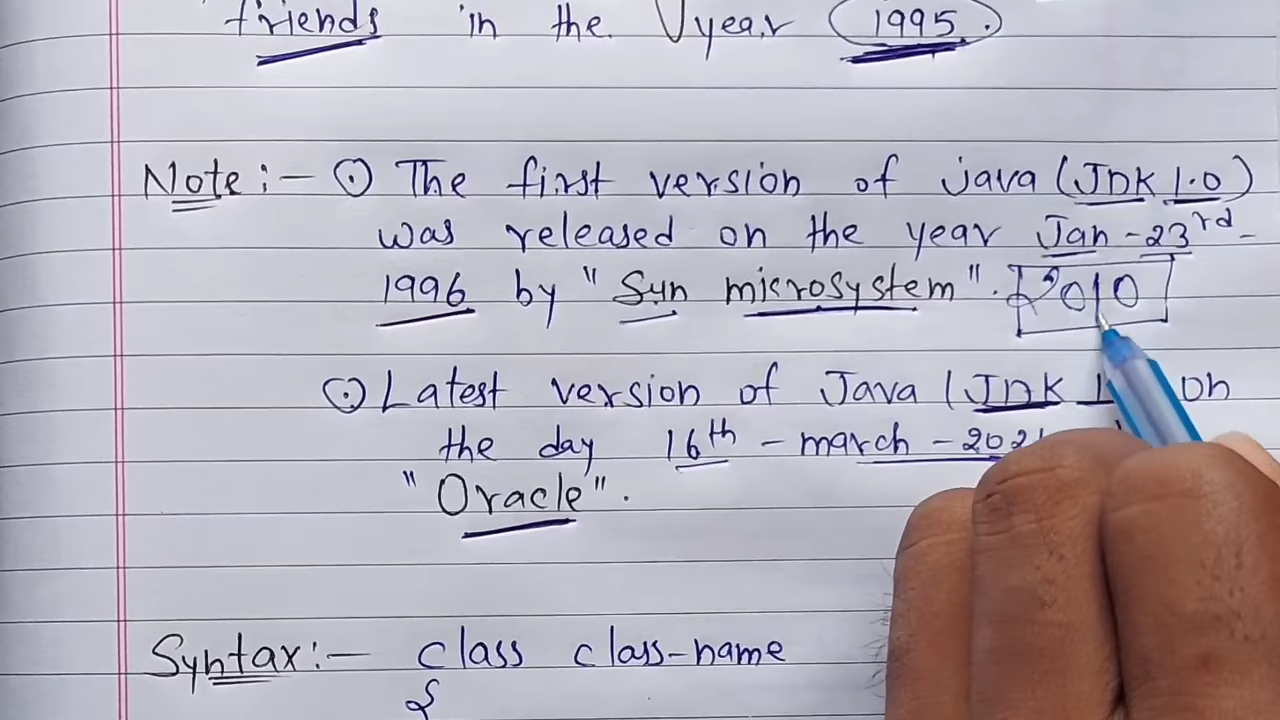 friends in the year 1995.
Note:- ⊙ The first version of java (JDK 1.0)
was released on the year Jan-23rd-
1996 by "Sun microsystem". 2010
⊙ Latest version of Java (JDK on
the day 16th - march - 2021
"Oracle".
Syntax:- class class-name
{